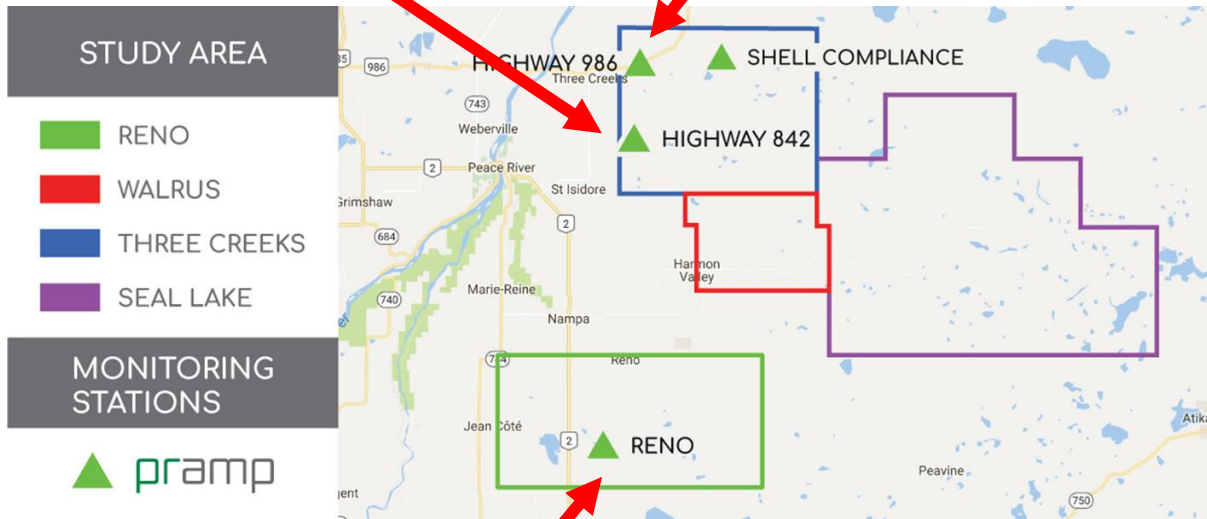 STUDY AREA
RENO
WALRUS
THREE CREEKS
SEAL LAKE
MONITORING
STATIONS
pramp
HIGHWAY 986
SHELL COMPLIANCE
986
Three Creeks
743
Weberville
HIGHWAY 842
2
Peace River
St Isidore
Grimshaw
2
684
Harmon
Valley
740
Marie-Reine
Nampa
744
Reno
Jean Côté
2
RENO
Peavine
Atika
750